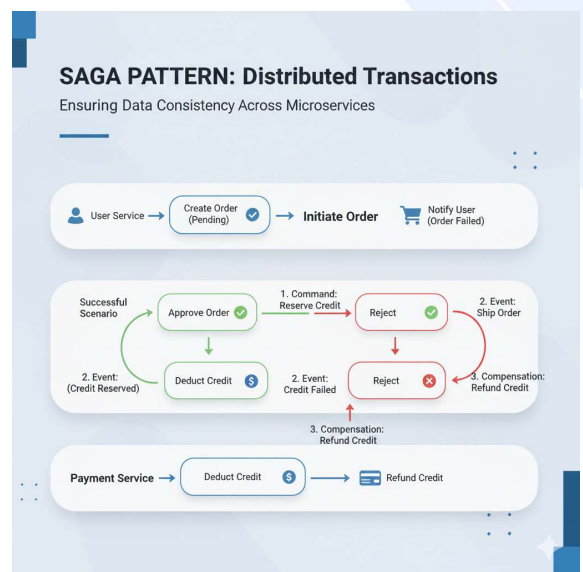 SAGA PATTERN: Distributed Transactions
Ensuring Data Consistency Across Microservices
User Service
Create Order
(Pending)
Initiate Order
Notify User
(Order Failed)
Successful
Scenario
Approve Order
1. Command:
Reserve Credit
Reject
2. Event:
Ship Order
2. Event:
(Credit Reserved)
Deduct Credit
$
2. Event:
Credit Failed
Reject
3. Compensation:
Refund Credit
3. Compensation:
Refund Credit
Payment Service
Deduct Credit
$
Refund Credit